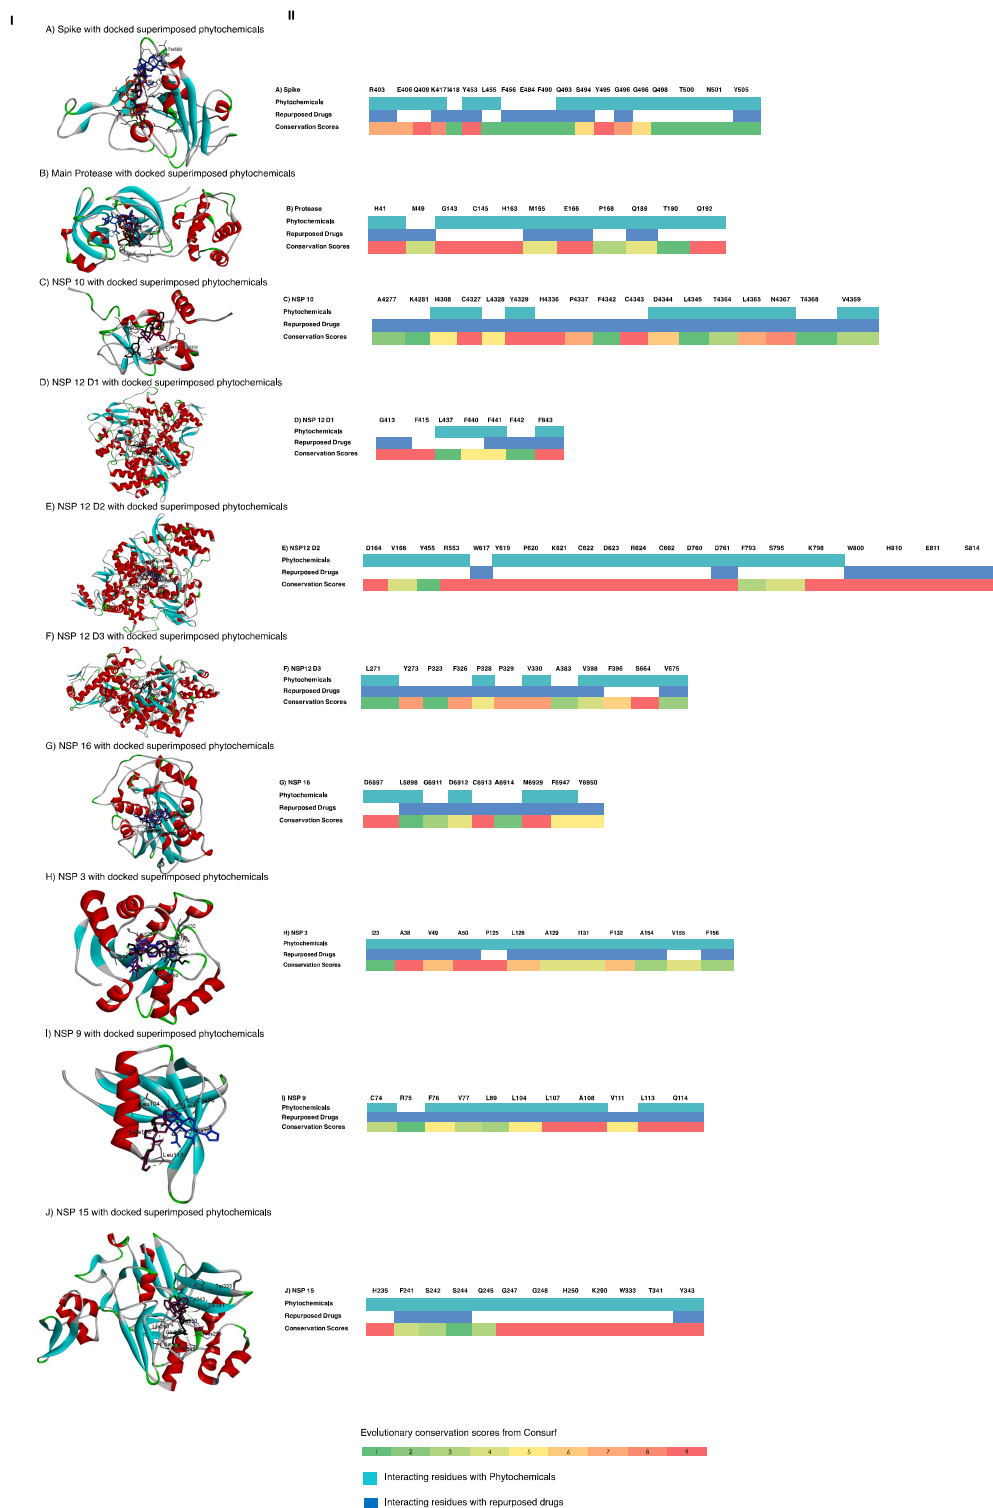 I
II
A) Spike with docked superimposed phytochemicals
A) Spike
R403 E406 Q409 K417 I418 Y453 L455 F456 E484 F490 Q493 S494 Y495 G496 G496 Q498 T500 N501 Y505
Phytochemicals
Repurposed Drugs
Conservation Scores
B) Main Protease with docked superimposed phytochemicals
B) Protease
H41 M49 G143 C145 H163 M165 E166 P168 Q189 T190 Q192
Phytochemicals
Repurposed Drugs
Conservation Scores
C) NSP 10 with docked superimposed phytochemicals
C) NSP 10
A4277 K4281 I4308 C4327 L4328 Y4329 H4336 P4337 F4342 C4343 D4344 L4345 T4364 L4365 N4367 T4368 V4369
Phytochemicals
Repurposed Drugs
Conservation Scores
D) NSP 12 D1 with docked superimposed phytochemicals
D) NSP 12 D1
G413 F415 L437 F440 F441 F442 F843
Phytochemicals
Repurposed Drugs
Conservation Scores
E) NSP 12 D2 with docked superimposed phytochemicals
E) NSP12 D2
D164 V166 Y455 R553 W617 Y619 P620 K621 C622 D623 R624 C662 D760 D761 F793 S795 K798 W800 H810 E811 S814
Phytochemicals
Repurposed Drugs
Conservation Scores
F) NSP 12 D3 with docked superimposed phytochemicals
F) NSP12 D3
L271 Y273 P323 F326 P328 P329 V330 A383 V398 F396 S664 V675
Phytochemicals
Repurposed Drugs
Conservation Scores
G) NSP 16 with docked superimposed phytochemicals
G) NSP 16
D6897 L6898 G6911 D6912 C6913 A6914 M6929 F6947 Y6950
Phytochemicals
Repurposed Drugs
Conservation Scores
H) NSP 3 with docked superimposed phytochemicals
H) NSP 3
I23 A38 V49 A50 P125 L126 A129 I131 F132 A154 V155 F156
Phytochemicals
Repurposed Drugs
Conservation Scores
I) NSP 9 with docked superimposed phytochemicals
I) NSP 9
C74 R75 F76 V77 L89 L104 L107 A108 V111 L113 Q114
Phytochemicals
Repurposed Drugs
Conservation Scores
J) NSP 15 with docked superimposed phytochemicals
J) NSP 15
H235 F241 S242 S244 Q245 G247 G248 H250 K290 W333 T341 Y343
Phytochemicals
Repurposed Drugs
Conservation Scores
Evolutionary conservation scores from Consurf
1 2 3 4 5 6 7 8 9
Interacting residues with Phytochemicals
Interacting residues with repurposed drugs